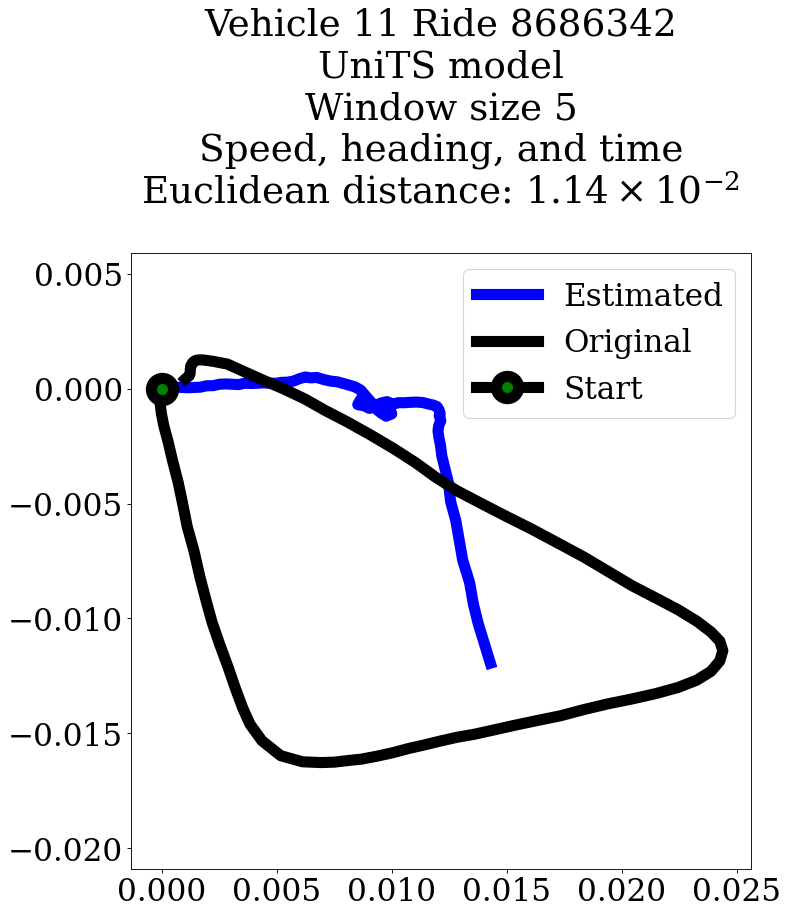 Vehicle 11 Ride 8686342
UniTS model
Window size 5
Speed, heading, and time
Euclidean distance: 1.14 × 10⁻²
0.005
0.000
−0.005
−0.010
−0.015
−0.020
Estimated
Original
Start
0.000 0.005 0.010 0.015 0.020 0.025